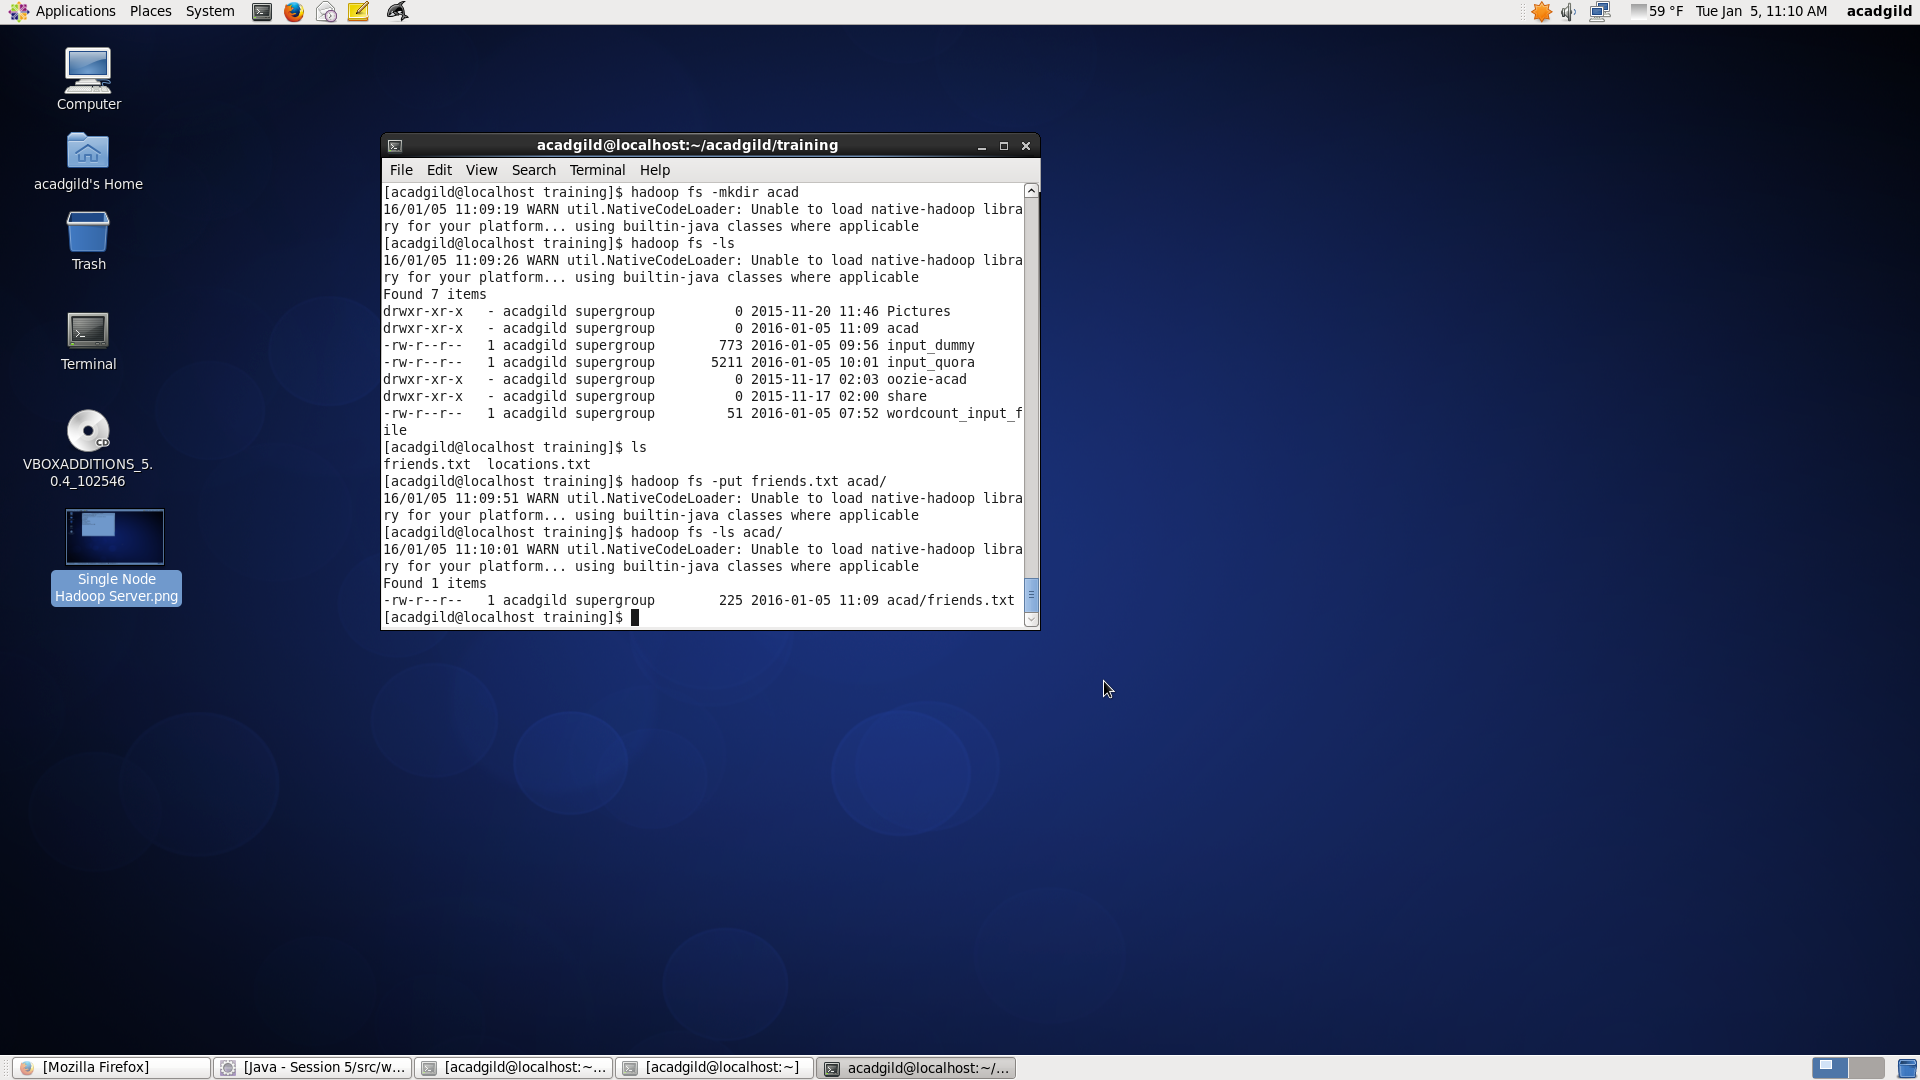 Applications Places System 59 °F Tue Jan 5, 11:10 AM acadgild
Computer
acadgild's Home
Trash
Terminal
CD
VBOXADDITIONS_5.
0.4_102546
Single Node
Hadoop Server.png
acadgild@localhost:~/acadgild/training
File Edit View Search Terminal Help
[acadgild@localhost training]$ hadoop fs -mkdir acad
16/01/05 11:09:19 WARN util.NativeCodeLoader: Unable to load native-hadoop libra
ry for your platform... using builtin-java classes where applicable
[acadgild@localhost training]$ hadoop fs -ls
16/01/05 11:09:26 WARN util.NativeCodeLoader: Unable to load native-hadoop libra
ry for your platform... using builtin-java classes where applicable
Found 7 items
drwxr-xr-x   - acadgild supergroup          0 2015-11-20 11:46 Pictures
drwxr-xr-x   - acadgild supergroup          0 2016-01-05 11:09 acad
-rw-r--r--   1 acadgild supergroup        773 2016-01-05 09:56 input_dummy
-rw-r--r--   1 acadgild supergroup       5211 2016-01-05 10:01 input_quora
drwxr-xr-x   - acadgild supergroup          0 2015-11-17 02:03 oozie-acad
drwxr-xr-x   - acadgild supergroup          0 2015-11-17 02:00 share
-rw-r--r--   1 acadgild supergroup         51 2016-01-05 07:52 wordcount_input_f
ile
[acadgild@localhost training]$ ls
friends.txt  locations.txt
[acadgild@localhost training]$ hadoop fs -put friends.txt acad/
16/01/05 11:09:51 WARN util.NativeCodeLoader: Unable to load native-hadoop libra
ry for your platform... using builtin-java classes where applicable
[acadgild@localhost training]$ hadoop fs -ls acad/
16/01/05 11:10:01 WARN util.NativeCodeLoader: Unable to load native-hadoop libra
ry for your platform... using builtin-java classes where applicable
Found 1 items
-rw-r--r--   1 acadgild supergroup        225 2016-01-05 11:09 acad/friends.txt
[acadgild@localhost training]$
[Mozilla Firefox] [Java - Session 5/src/w... [acadgild@localhost:~... [acadgild@localhost:~] acadgild@localhost:~/...